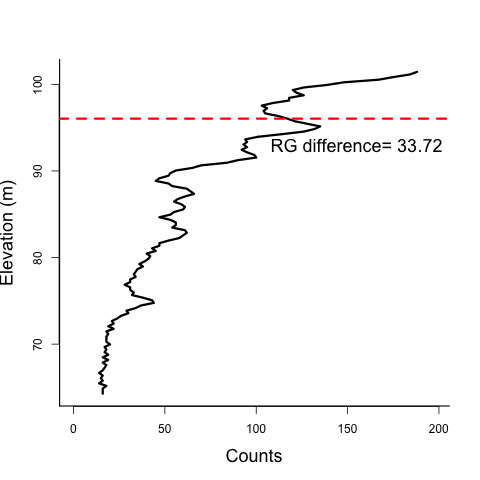 100
90
80
70
Elevation (m)
RG difference= 33.72
0 50 100 150 200
Counts